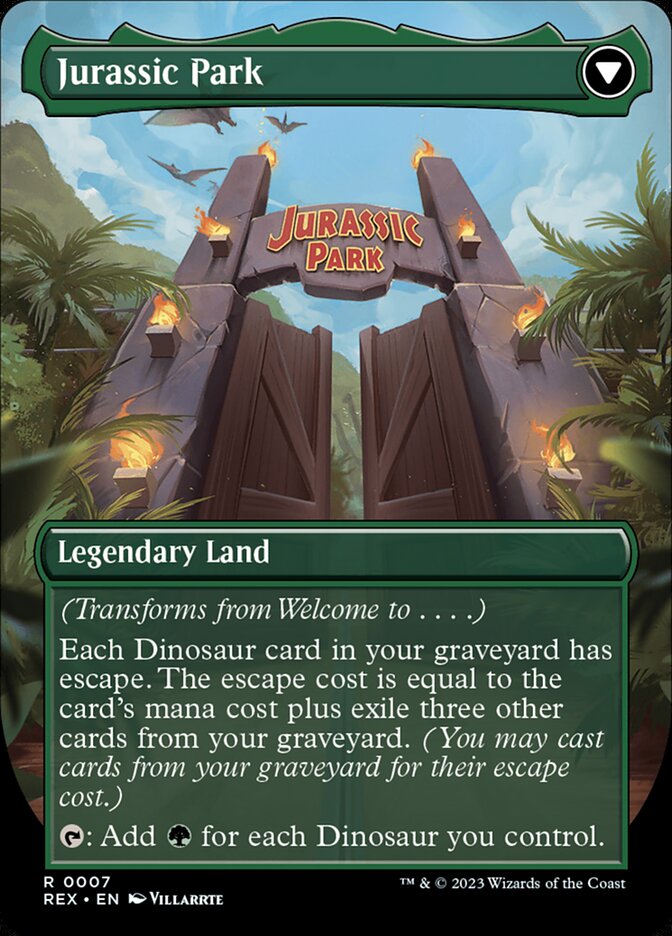 Jurassic Park
JURASSIC
PARK
Legendary Land
(Transforms from Welcome to . . . .)
Each Dinosaur card in your graveyard has
escape. The escape cost is equal to the
card's mana cost plus exile three other
cards from your graveyard. (You may cast
cards from your graveyard for their escape
cost.)
: Add for each Dinosaur you control.
R 0007
REX • EN VILLARRTE
™ & © 2023 Wizards of the Coast